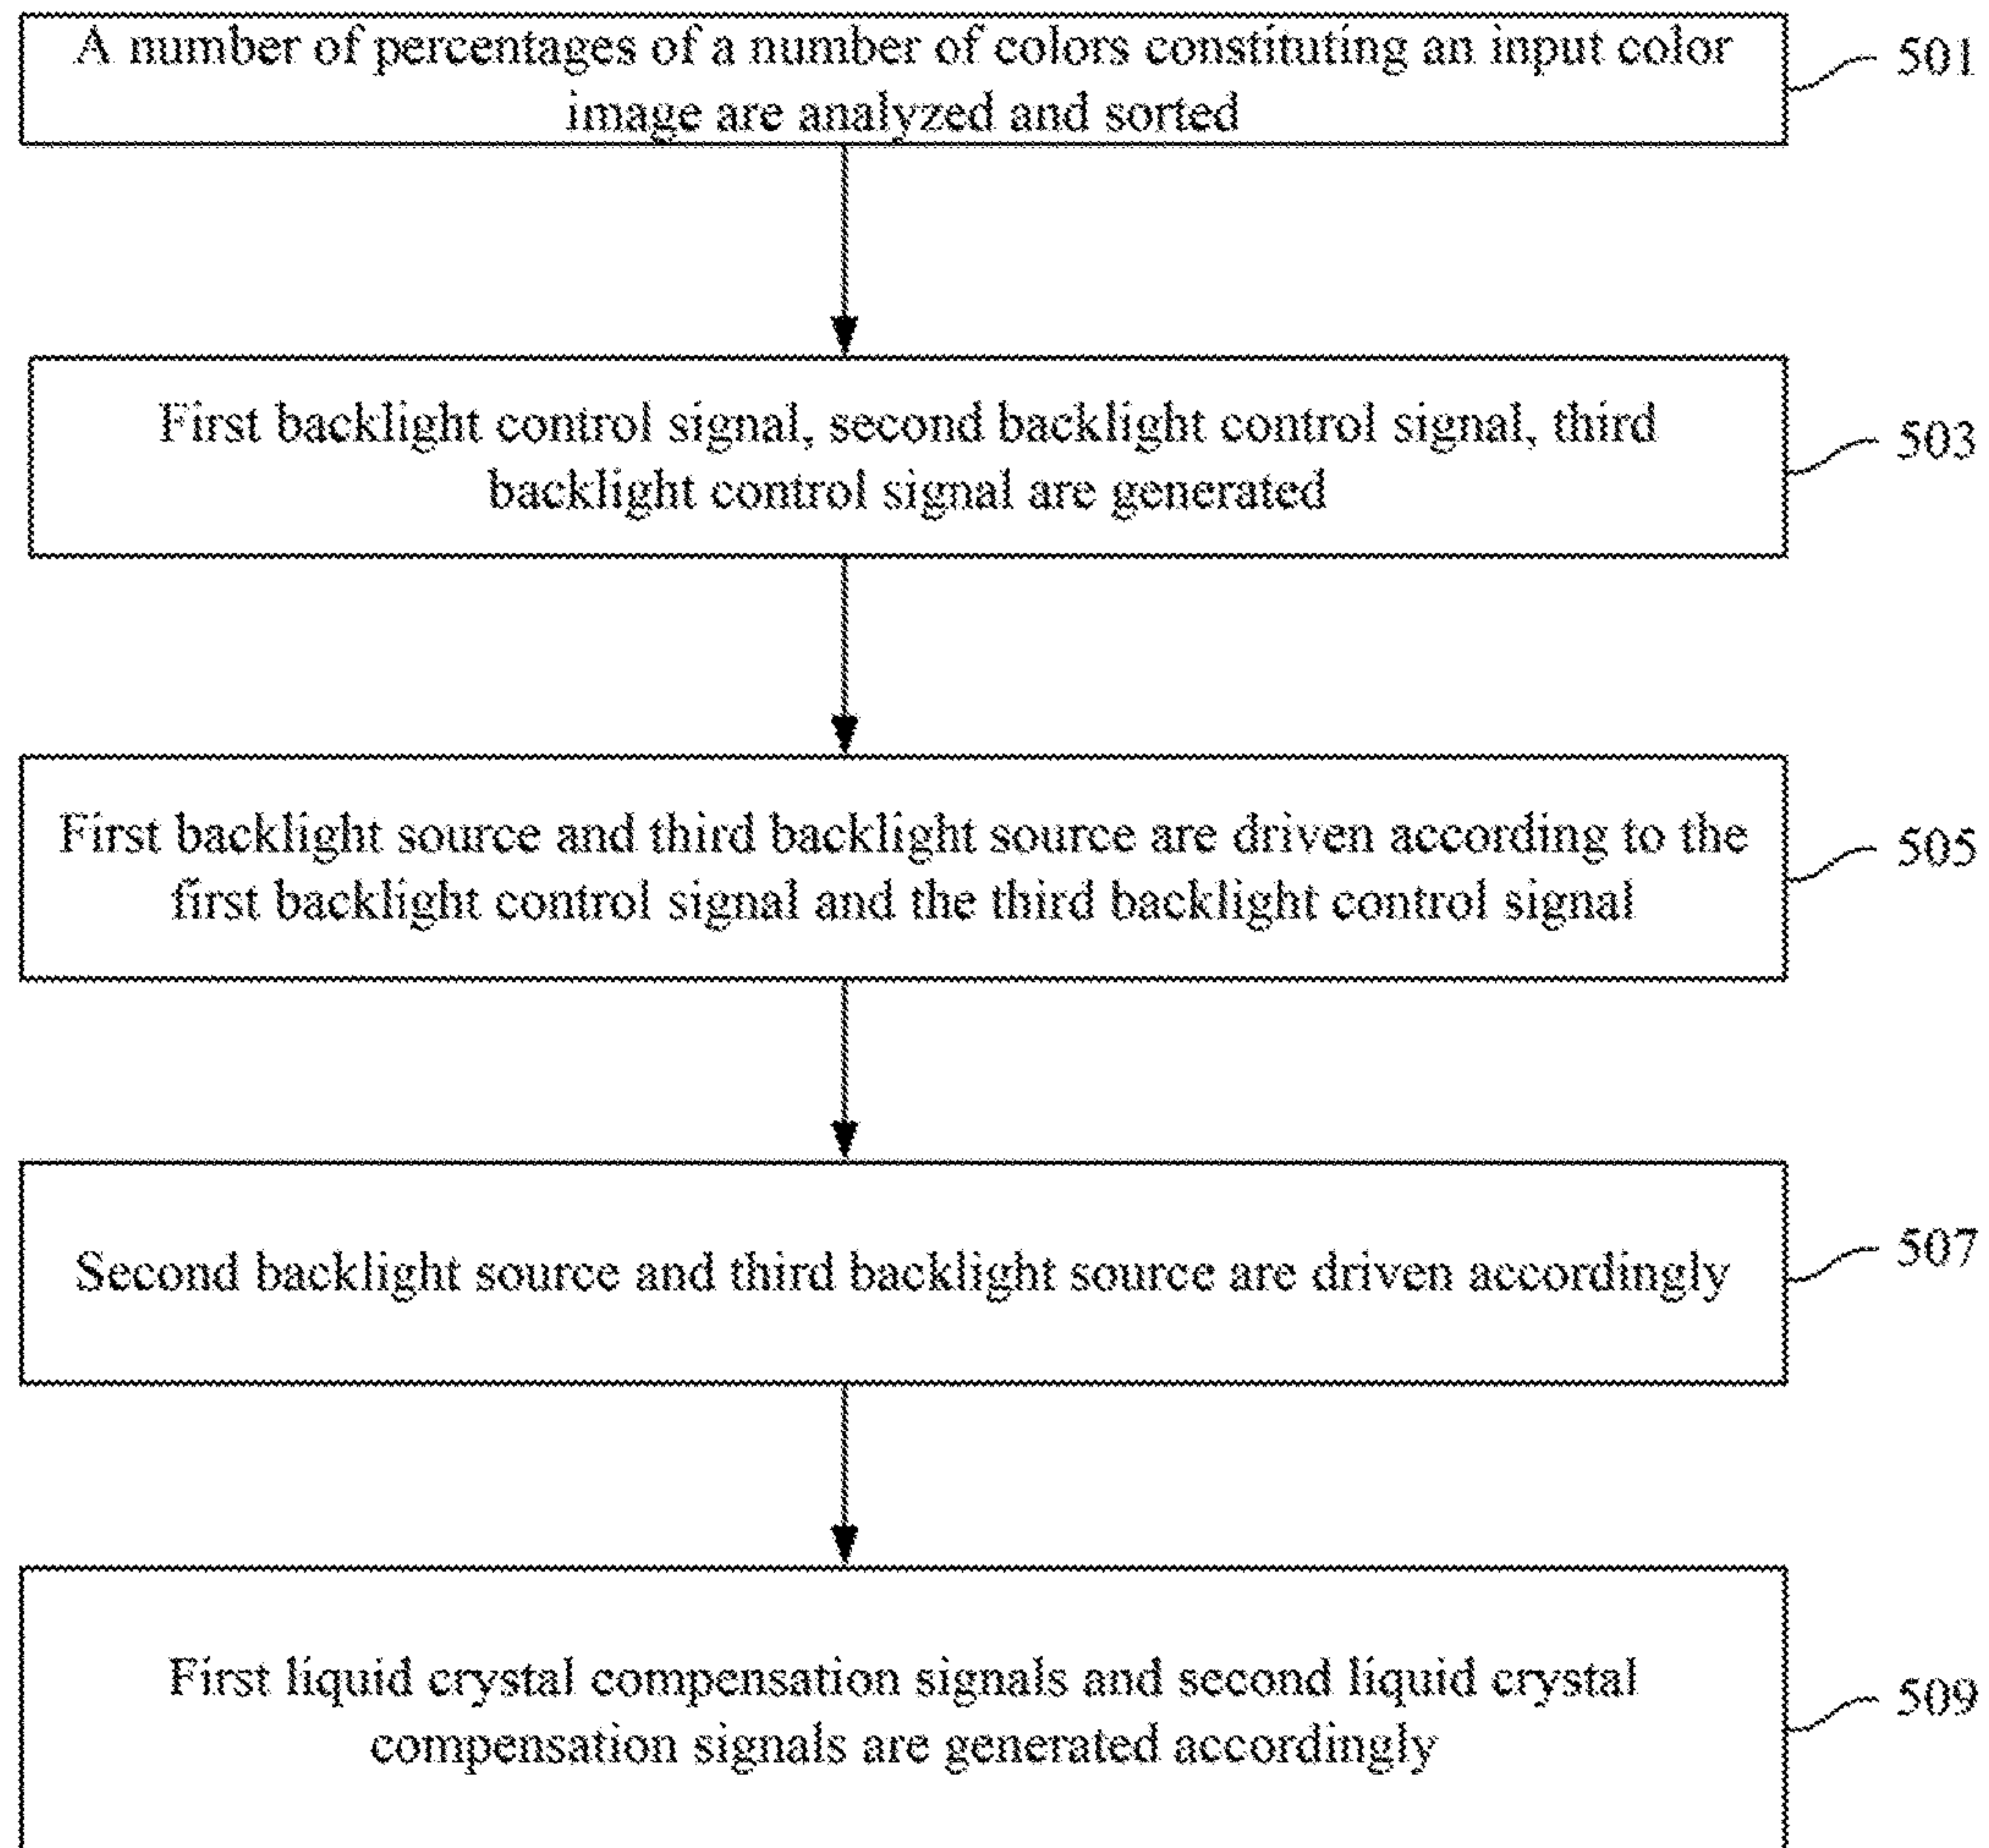 A number of percentages of a number of colors constituting an input color
image are analyzed and sorted
501
First backlight control signal, second backlight control signal, third
backlight control signal are generated
503
First backlight source and third backlight source are driven according to the
first backlight control signal and the third backlight control signal
505
Second backlight source and third backlight source are driven accordingly
507
First liquid crystal compensation signals and second liquid crystal
compensation signals are generated accordingly
509